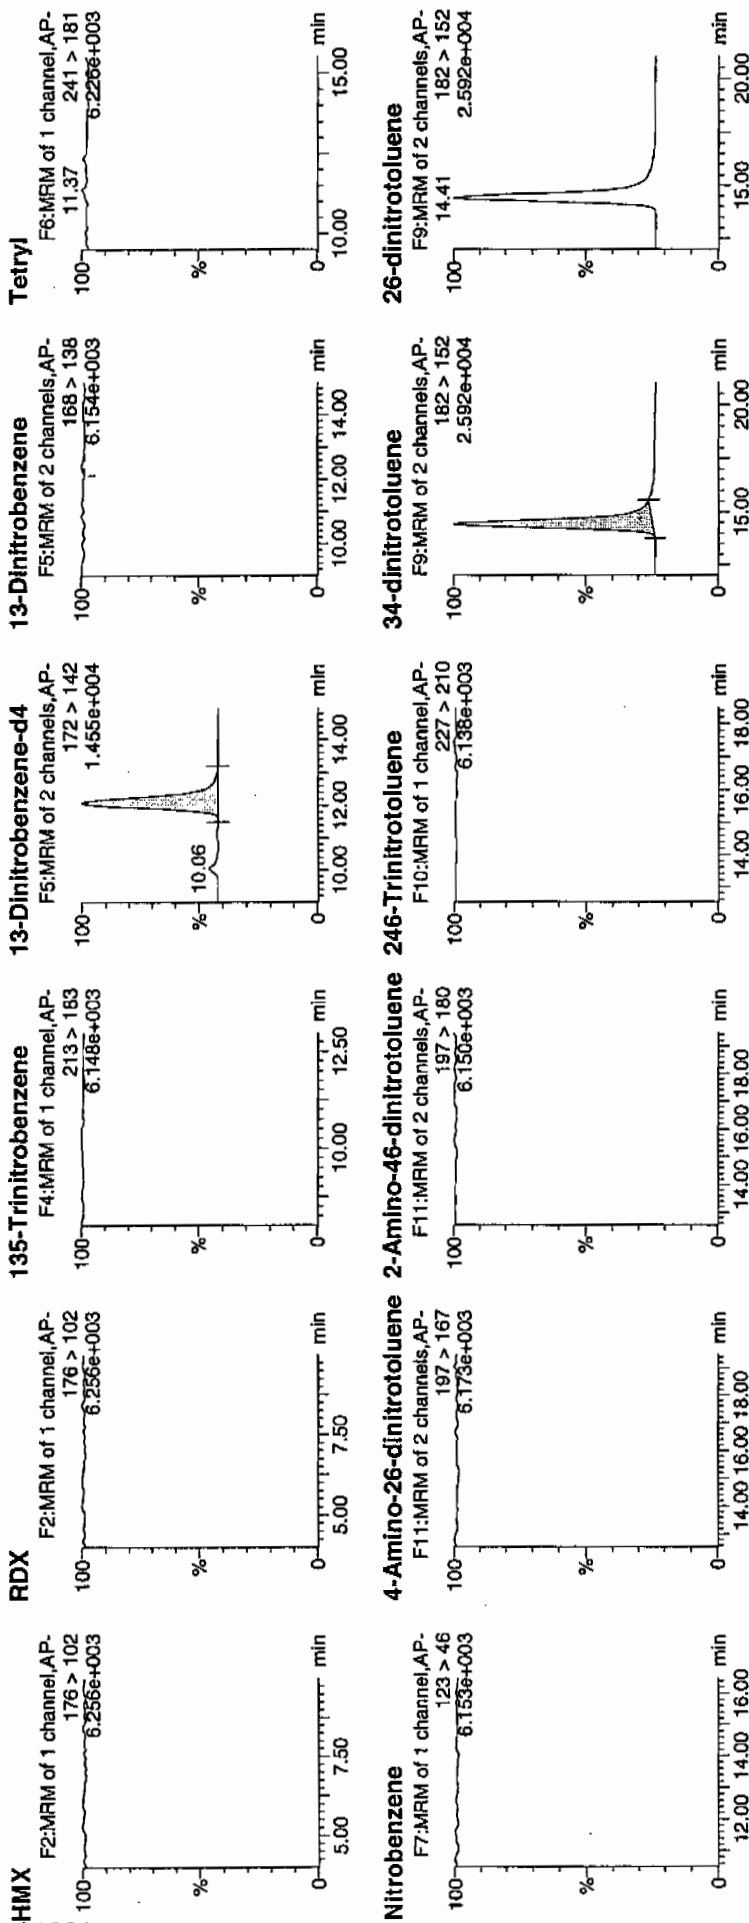 HMX
F2:MRM of 1 channel,AP-
176 > 102
6.256e+003
100
%
0
5.00 7.50 min
RDX
F2:MRM of 1 channel,AP-
176 > 102
6.256e+003
100
%
0
5.00 7.50 min
135-Trinitrobenzene
F4:MRM of 1 channel,AP-
213 > 183
6.148e+003
100
%
0
10.00 12.50 min
13-Dinitrobenzene-d4
F5:MRM of 2 channels,AP-
172 > 142
1.455e+004
100
10.06
%
0
10.00 12.00 14.00 min
13-Dinitrobenzene
F5:MRM of 2 channels,AP-
168 > 138
6.154e+003
100
%
0
10.00 12.00 14.00 min
Tetryl
F6:MRM of 1 channel,AP-
11.37 241 > 181
6.226e+003
100
%
0
10.00 15.00 min
Nitrobenzene
F7:MRM of 1 channel,AP-
123 > 46
6.153e+003
100
%
0
12.00 14.00 16.00 min
4-Amino-26-dinitrotoluene
F11:MRM of 2 channels,AP-
197 > 167
6.173e+003
100
%
0
14.00 16.00 18.00 min
2-Amino-46-dinitrotoluene
F11:MRM of 2 channels,AP-
197 > 180
6.150e+003
100
%
0
14.00 16.00 18.00 min
246-Trinitrotoluene
F10:MRM of 1 channel,AP-
227 > 210
6.138e+003
100
%
0
14.00 16.00 18.00 min
34-dinitrotoluene
F9:MRM of 2 channels,AP-
182 > 152
2.592e+004
100
%
0
15.00 20.00 min
26-dinitrotoluene
F9:MRM of 2 channels,AP-
14.41 182 > 152
2.592e+004
100
%
0
15.00 20.00 min